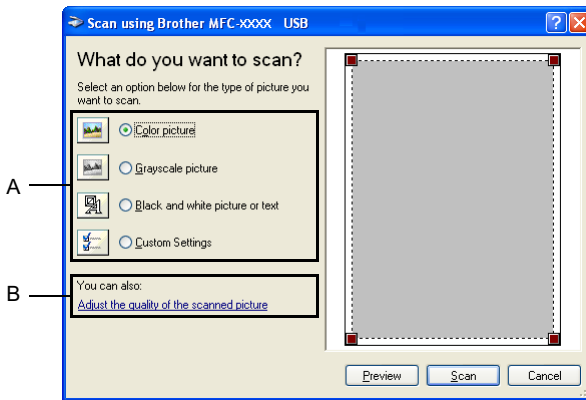 Scan using Brother MFC-XXXX USB
What do you want to scan?
Select an option below for the type of picture you
want to scan.
A
Color picture
Grayscale picture
Black and white picture or text
Custom Settings
B
You can also:
Adjust the quality of the scanned picture
Preview
Scan
Cancel